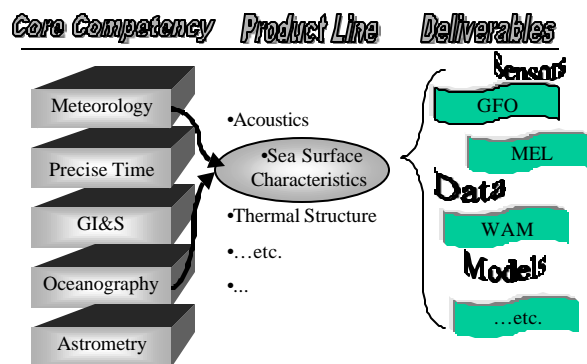 Core Competency
Product Line
Deliverables
Meteorology
Precise Time
GI&S
Oceanography
Astrometry
•Acoustics
•Sea Surface
Characteristics
•Thermal Structure
•…etc.
•...
Sensors
GFO
MEL
Data
WAM
Models
…etc.